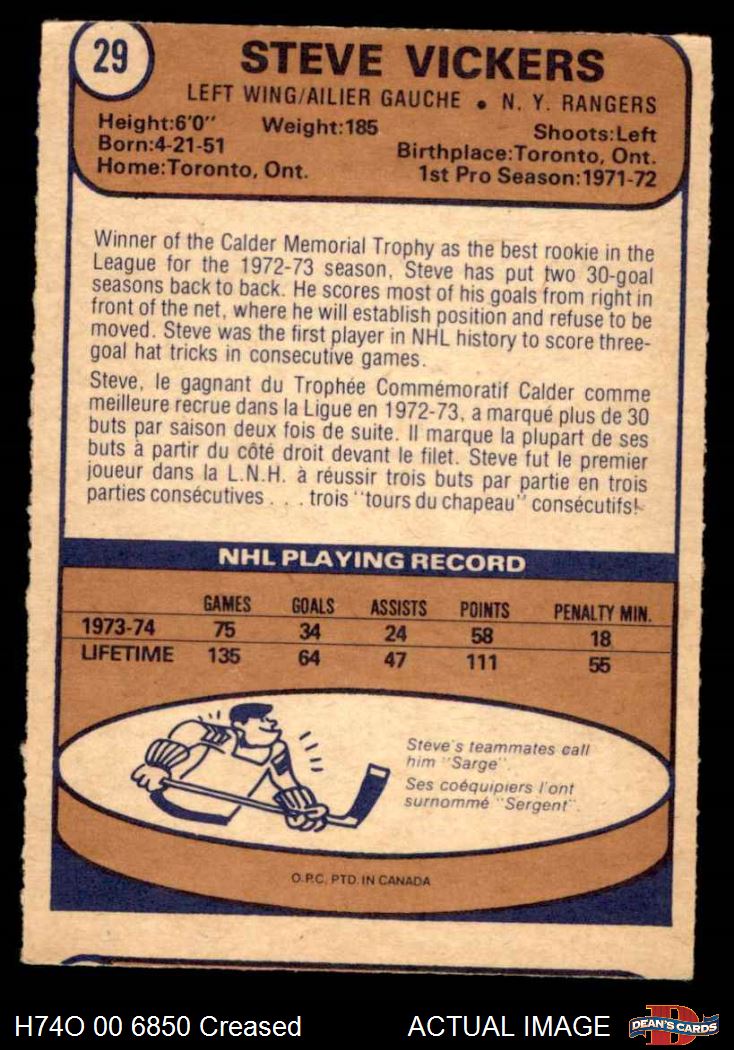 29
STEVE VICKERS
LEFT WING/AILIER GAUCHE • N. Y. RANGERS
Height:6'0" Weight:185 Shoots:Left
Born:4-21-51 Birthplace:Toronto, Ont.
Home:Toronto, Ont. 1st Pro Season:1971-72
Winner of the Calder Memorial Trophy as the best rookie in the
League for the 1972-73 season, Steve has put two 30-goal
seasons back to back. He scores most of his goals from right in
front of the net, where he will establish position and refuse to be
moved. Steve was the first player in NHL history to score three-
goal hat tricks in consecutive games.
Steve, le gagnant du Trophée Commémoratif Calder comme
meilleure recrue dans la Ligue en 1972-73, a marqué plus de 30
buts par saison deux fois de suite. Il marque la plupart de ses
buts à partir du côté droit devant le filet. Steve fut le premier
joueur dans la L.N.H. à réussir trois buts par partie en trois
parties consécutives . . . trois "tours du chapeau" consécutifs!
NHL PLAYING RECORD
GAMES GOALS ASSISTS POINTS PENALTY MIN.
1973-74 75 34 24 58 18
LIFETIME 135 64 47 111 55
Steve's teammates call
him "Sarge".
Ses coéquipiers l'ont
surnommé "Sergent".
O.P.C. PTD. IN CANADA
H74O 00 6850 Creased ACTUAL IMAGE
DEAN'S CARDS